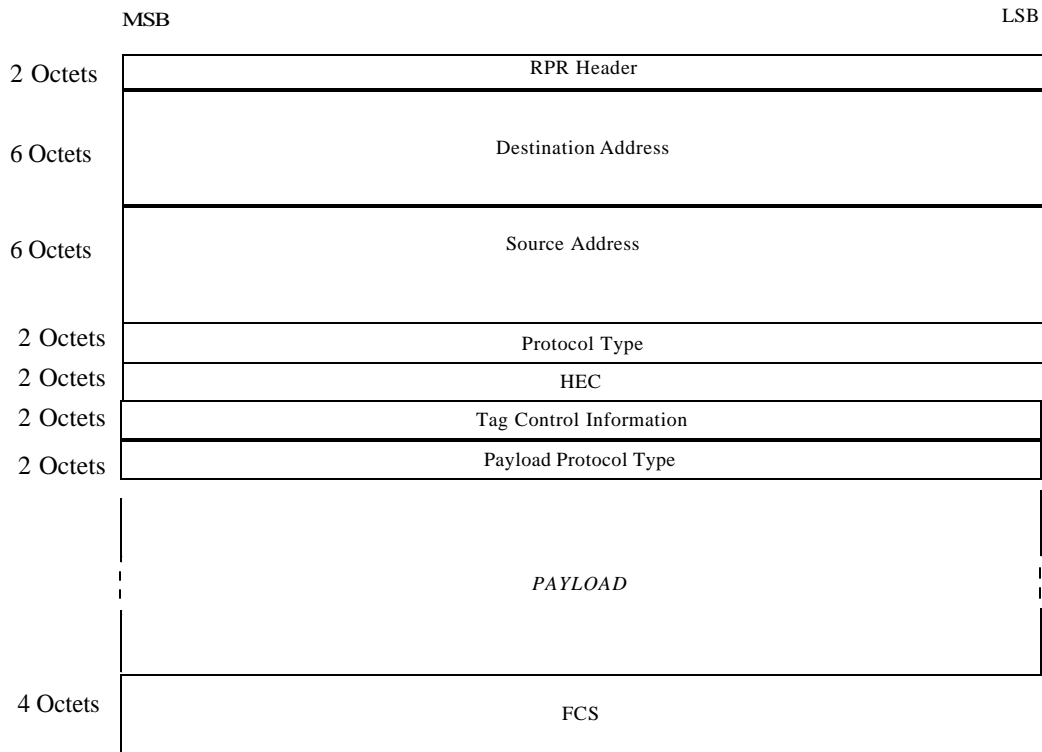 MSB LSB
2 Octets RPR Header
6 Octets Destination Address
6 Octets Source Address
2 Octets Protocol Type
2 Octets HEC
2 Octets Tag Control Information
2 Octets Payload Protocol Type
PAYLOAD
4 Octets FCS